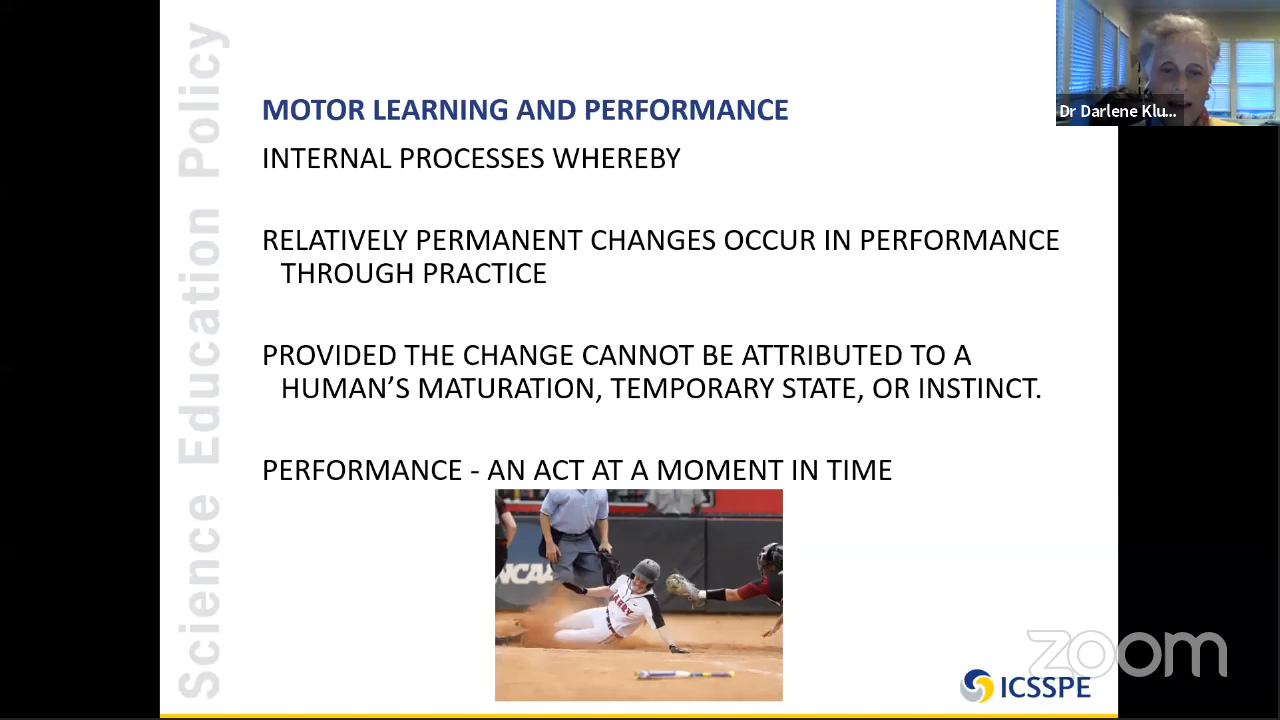 Science Education Policy
MOTOR LEARNING AND PERFORMANCE
INTERNAL PROCESSES WHEREBY
RELATIVELY PERMANENT CHANGES OCCUR IN PERFORMANCE
THROUGH PRACTICE
PROVIDED THE CHANGE CANNOT BE ATTRIBUTED TO A
HUMAN’S MATURATION, TEMPORARY STATE, OR INSTINCT.
PERFORMANCE - AN ACT AT A MOMENT IN TIME
NCAA
Dr Darlene Klu...
zoom
ICSSPE